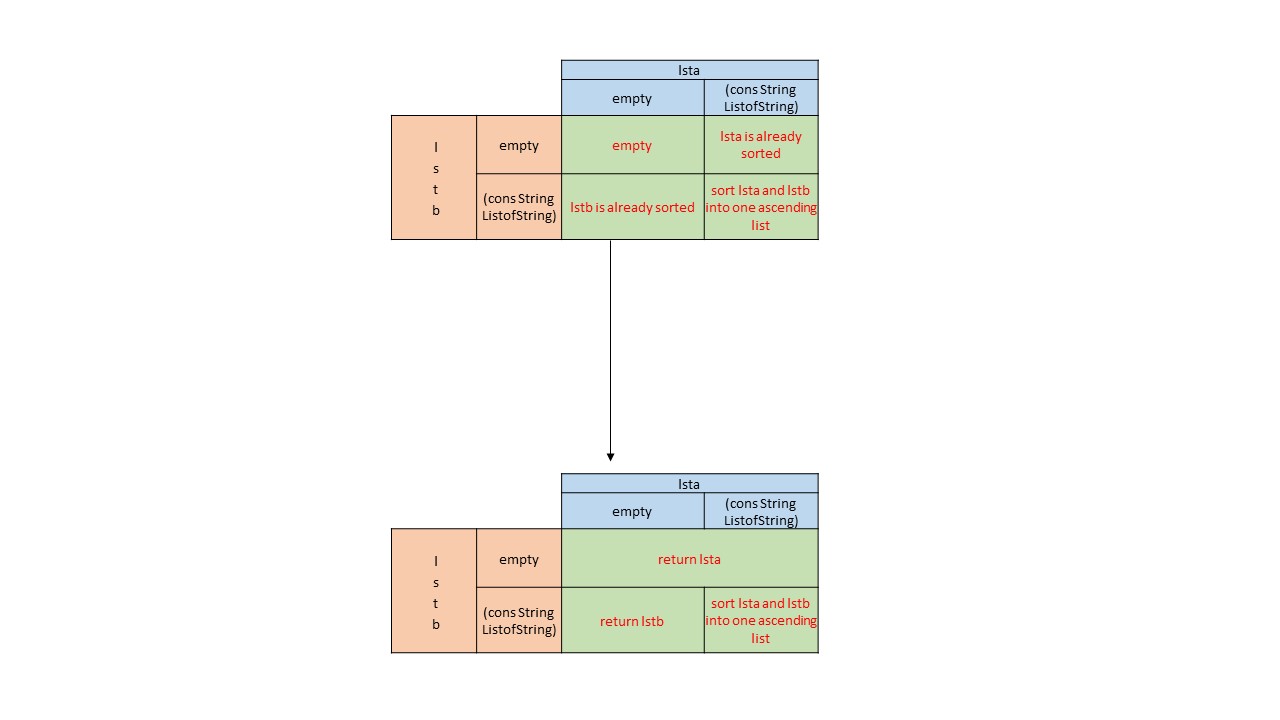 lsta
empty
(cons String
ListofString)
l
s
t
b
empty
empty
lsta is already
sorted
(cons String
ListofString)
lstb is already sorted
sort lsta and lstb
into one ascending
list
lsta
empty
(cons String
ListofString)
l
s
t
b
empty
return lsta
(cons String
ListofString)
return lstb
sort lsta and lstb
into one ascending
list